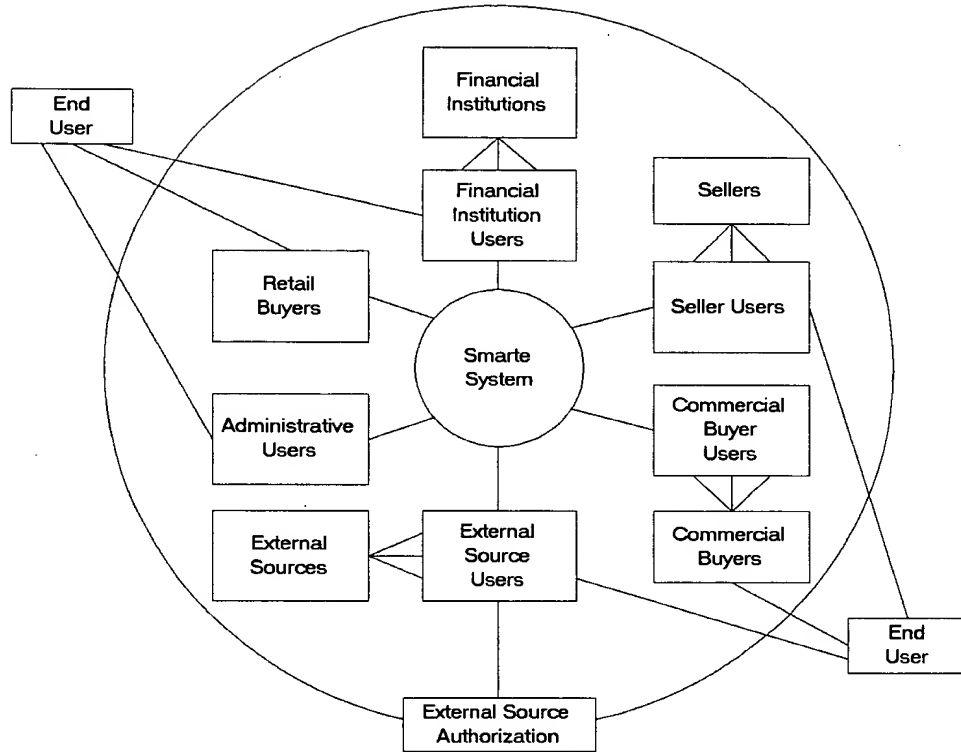 Financial
Institutions
End
User
Financial
Institution
Users
Sellers
Retail
Buyers
Seller Users
Smarte
System
Administrative
Users
Commercial
Buyer
Users
External
Sources
External
Source
Users
Commercial
Buyers
End
User
External Source
Authorization